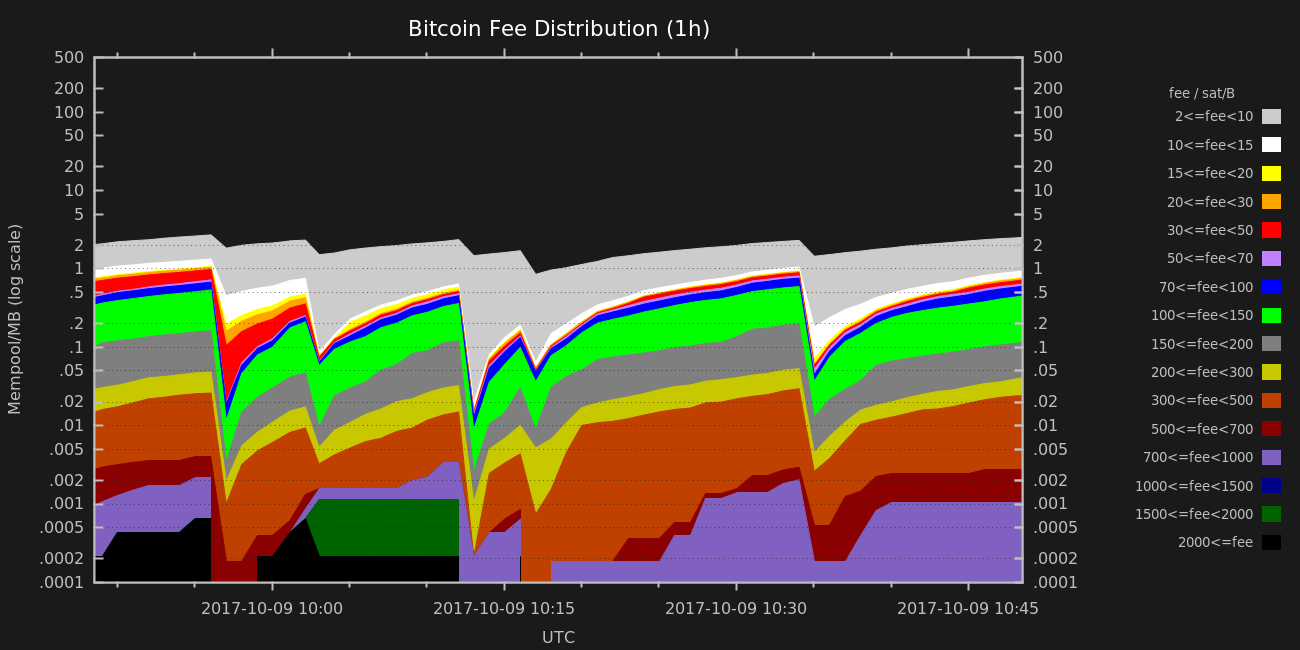 Bitcoin Fee Distribution (1h)
Mempool/MB (log scale)
500
200
100
50
20
10
5
2
1
.5
.2
.1
.05
.02
.01
.005
.002
.001
.0005
.0002
.0001
500
200
100
50
20
10
5
2
1
.5
.2
.1
.05
.02
.01
.005
.002
.001
.0005
.0002
.0001
2017-10-09 10:00
2017-10-09 10:15
2017-10-09 10:30
2017-10-09 10:45
UTC
fee / sat/B
2<=fee<10
10<=fee<15
15<=fee<20
20<=fee<30
30<=fee<50
50<=fee<70
70<=fee<100
100<=fee<150
150<=fee<200
200<=fee<300
300<=fee<500
500<=fee<700
700<=fee<1000
1000<=fee<1500
1500<=fee<2000
2000<=fee